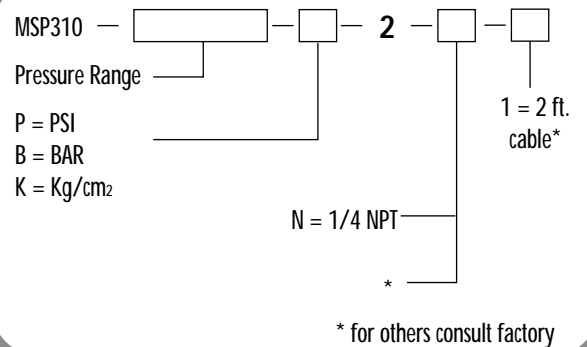 MSP310 — — — 2 — —
Pressure Range
P = PSI
B = BAR
K = Kg/cm2
1 = 2 ft.
cable*
N = 1/4 NPT
*
* for others consult factory